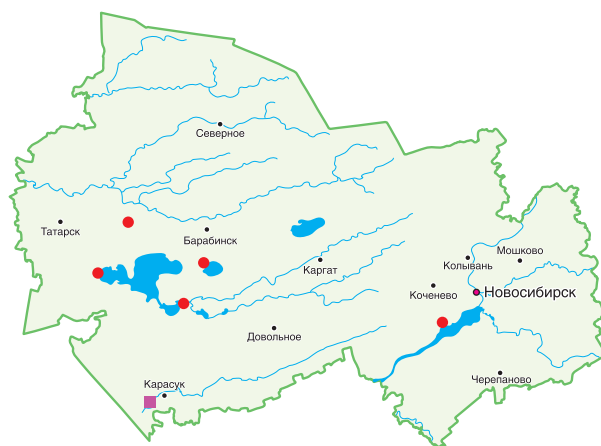 Северное
Татарск
Барабинск
Мошково
Колывань
Каргат
Коченево
Новосибирск
Довольное
Карасук
Черепаново